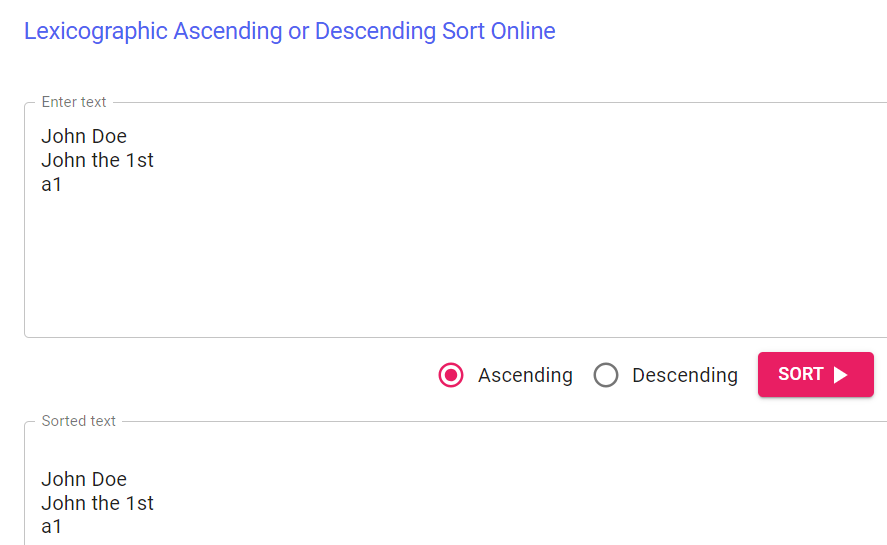 Lexicographic Ascending or Descending Sort Online
Enter text
John Doe
John the 1st
a1
Ascending
Descending
SORT
Sorted text
John Doe
John the 1st
a1